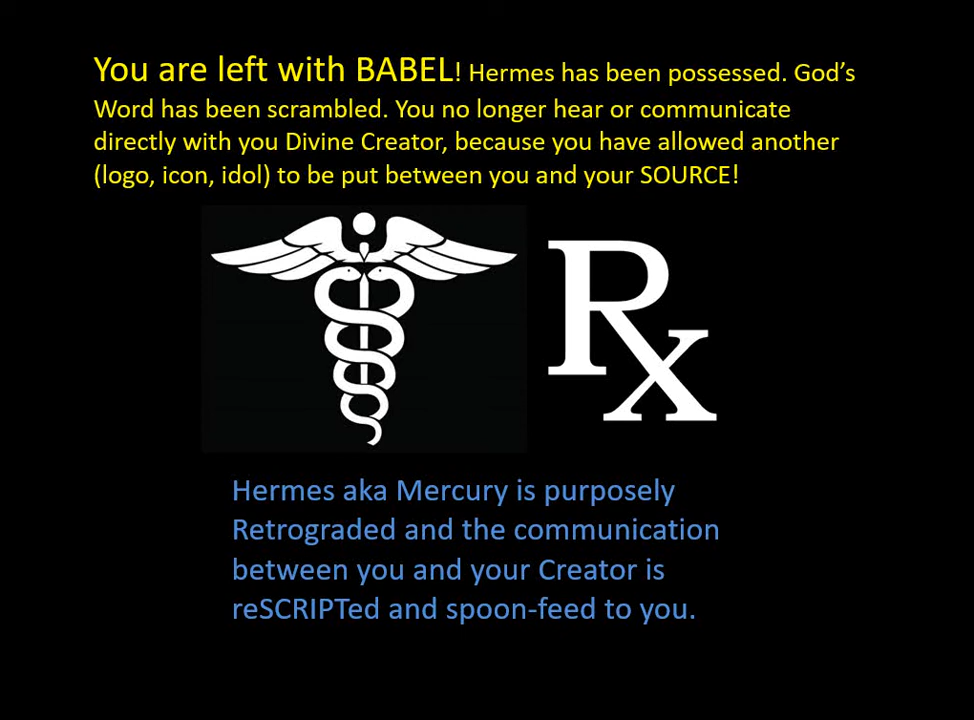 You are left with BABEL! Hermes has been possessed. God’s
Word has been scrambled. You no longer hear or communicate
directly with you Divine Creator, because you have allowed another
(logo, icon, idol) to be put between you and your SOURCE!
Rx
Hermes aka Mercury is purposely
Retrograded and the communication
between you and your Creator is
reSCRIPTed and spoon-feed to you.